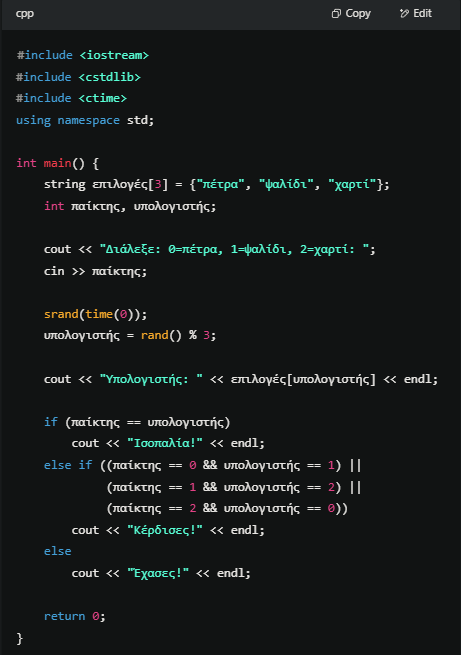 cpp
Copy
Edit
#include <iostream>
#include <cstdlib>
#include <ctime>
using namespace std;
int main() {
string επιλογές[3] = {"πέτρα", "ψαλίδι", "χαρτί"};
int παίκτης, υπολογιστής;
cout << "Διάλεξε: 0=πέτρα, 1=ψαλίδι, 2=χαρτί: ";
cin >> παίκτης;
srand(time(0));
υπολογιστής = rand() % 3;
cout << "Υπολογιστής: " << επιλογές[υπολογιστής] << endl;
if (παίκτης == υπολογιστής)
cout << "Ισοπαλία!" << endl;
else if ((παίκτης == 0 && υπολογιστής == 1) ||
(παίκτης == 1 && υπολογιστής == 2) ||
(παίκτης == 2 && υπολογιστής == 0))
cout << "Κέρδισες!" << endl;
else
cout << "Έχασες!" << endl;
return 0;
}